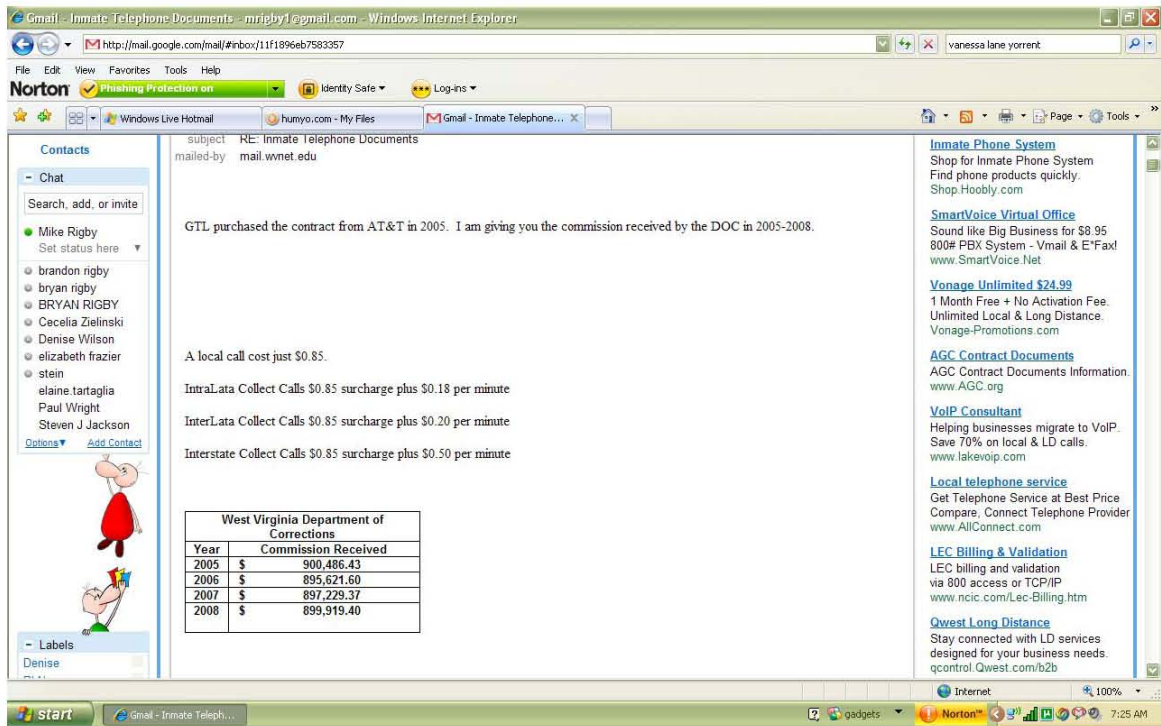 Gmail - Inmate Telephone Documents - mrigby1@gmail.com - Windows Internet Explorer
http://mail.google.com/mail/#inbox/11f1896eb7583357
vanessa lane yorrent
File Edit View Favorites Tools Help
Norton Phishing Protection on Identity Safe Log-ins
Windows Live Hotmail humyo.com - My Files Gmail - Inmate Telephone... X Page Tools »
Contacts
- Chat
Search, add, or invite
Mike Rigby
Set status here
brandon rigby
bryan rigby
BRYAN RIGBY
Cecelia Zielinski
Denise Wilson
elizabeth frazier
stein
elaine.tartaglia
Paul Wright
Steven J Jackson
Options▼ Add Contact
- Labels
Denise
subject RE: Inmate Telephone Documents
mailed-by mail.wvnet.edu
GTL purchased the contract from AT&T in 2005. I am giving you the commission received by the DOC in 2005-2008.
A local call cost just $0.85.
IntraLata Collect Calls $0.85 surcharge plus $0.18 per minute
InterLata Collect Calls $0.85 surcharge plus $0.20 per minute
Interstate Collect Calls $0.85 surcharge plus $0.50 per minute
West Virginia Department of
Corrections
Year Commission Received
2005 $ 900,486.43
2006 $ 895,621.60
2007 $ 897,229.37
2008 $ 899,919.40
Inmate Phone System
Shop for Inmate Phone System
Find phone products quickly.
Shop.Hoobly.com
SmartVoice Virtual Office
Sound like Big Business for $8.95
800# PBX System - Vmail & E*Fax!
www.SmartVoice.Net
Vonage Unlimited $24.99
1 Month Free + No Activation Fee.
Unlimited Local & Long Distance.
Vonage-Promotions.com
AGC Contract Documents
AGC Contract Documents Information.
www.AGC.org
VoIP Consultant
Helping businesses migrate to VoIP.
Save 70% on local & LD calls.
www.lakevoip.com
Local telephone service
Get Telephone Service at Best Price
Compare, Connect Telephone Provider
www.AllConnect.com
LEC Billing & Validation
LEC billing and validation
via 800 access or TCP/IP
www.ncic.com/Lec-Billing.htm
Qwest Long Distance
Stay connected with LD services
designed for your business needs.
qcontrol.Qwest.com/b2b
Internet 100%
start Gmail - Inmate Teleph... gadgets Norton™ 7:25 AM